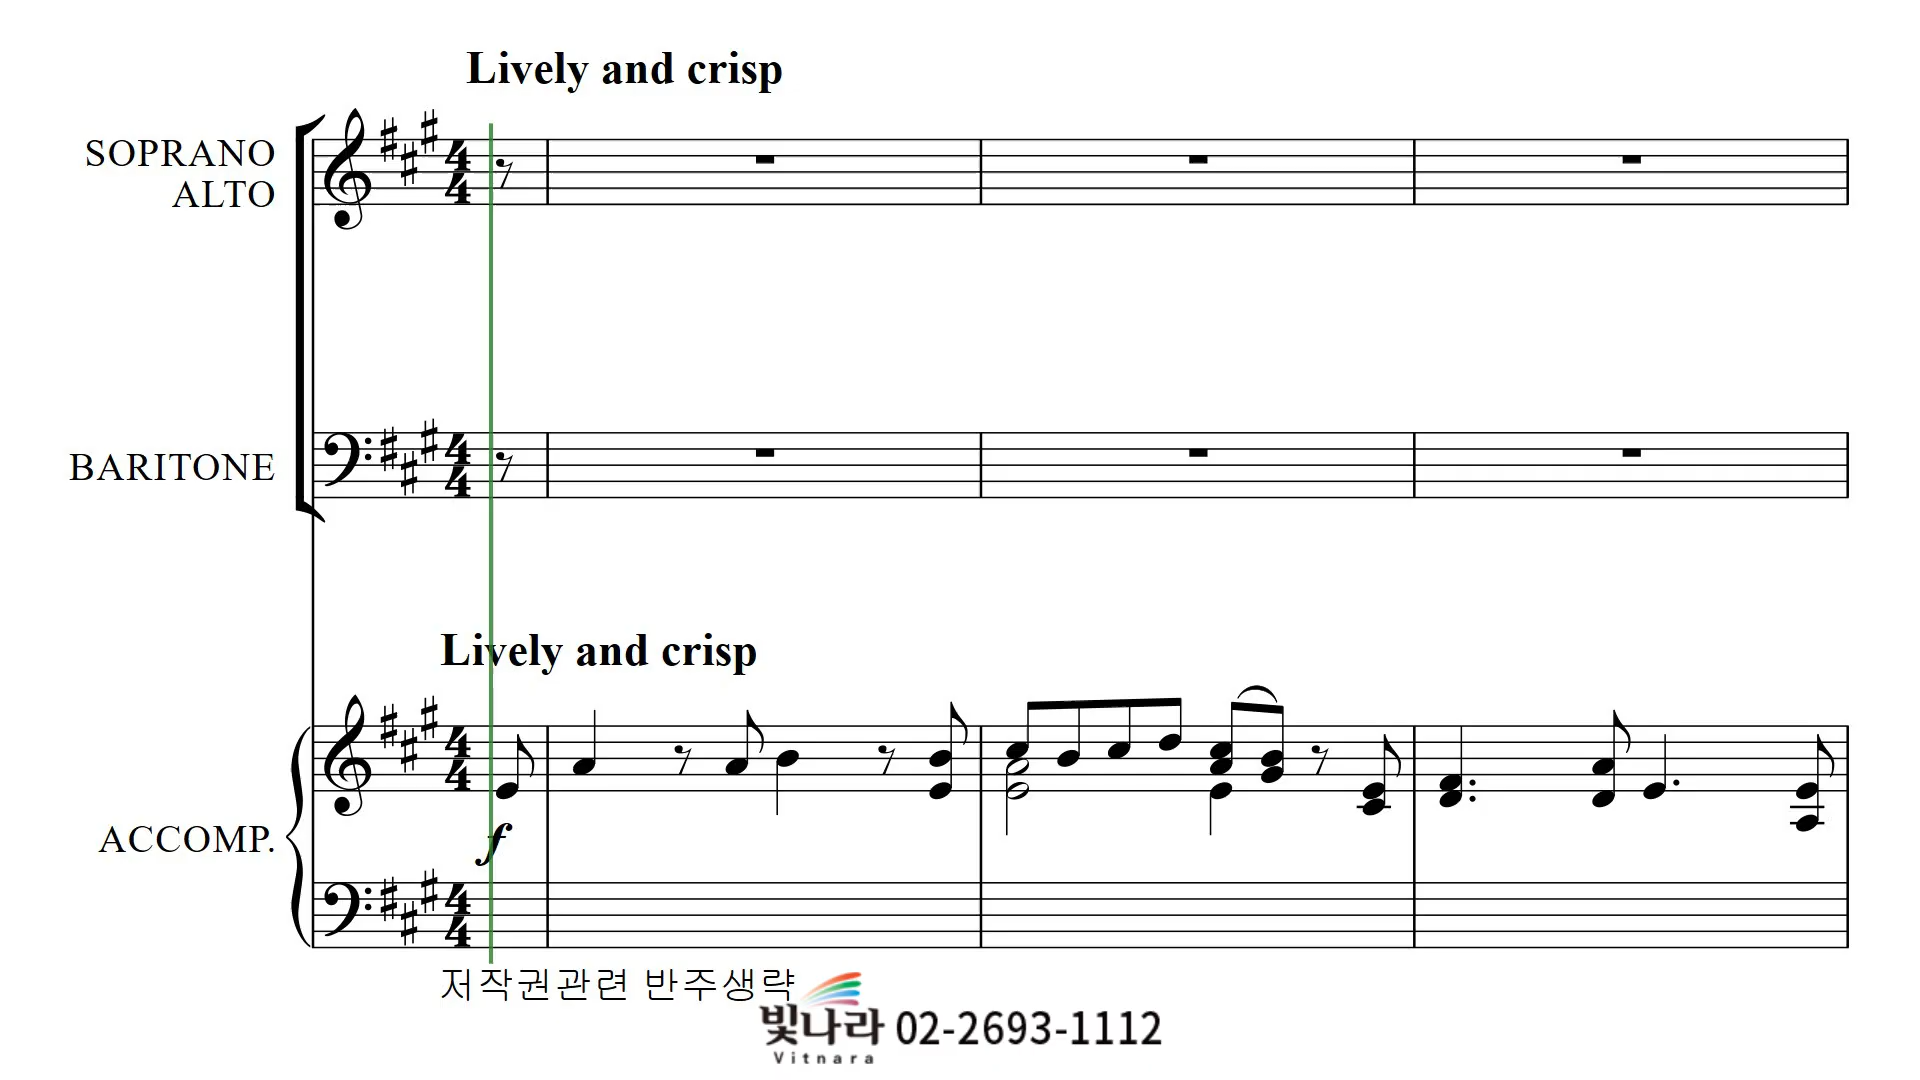 Lively and crisp
SOPRANO
ALTO
BARITONE
Lively and crisp
ACCOMP.
f
저작권관련 반주생략
빛나라 02-2693-1112
Vitnara